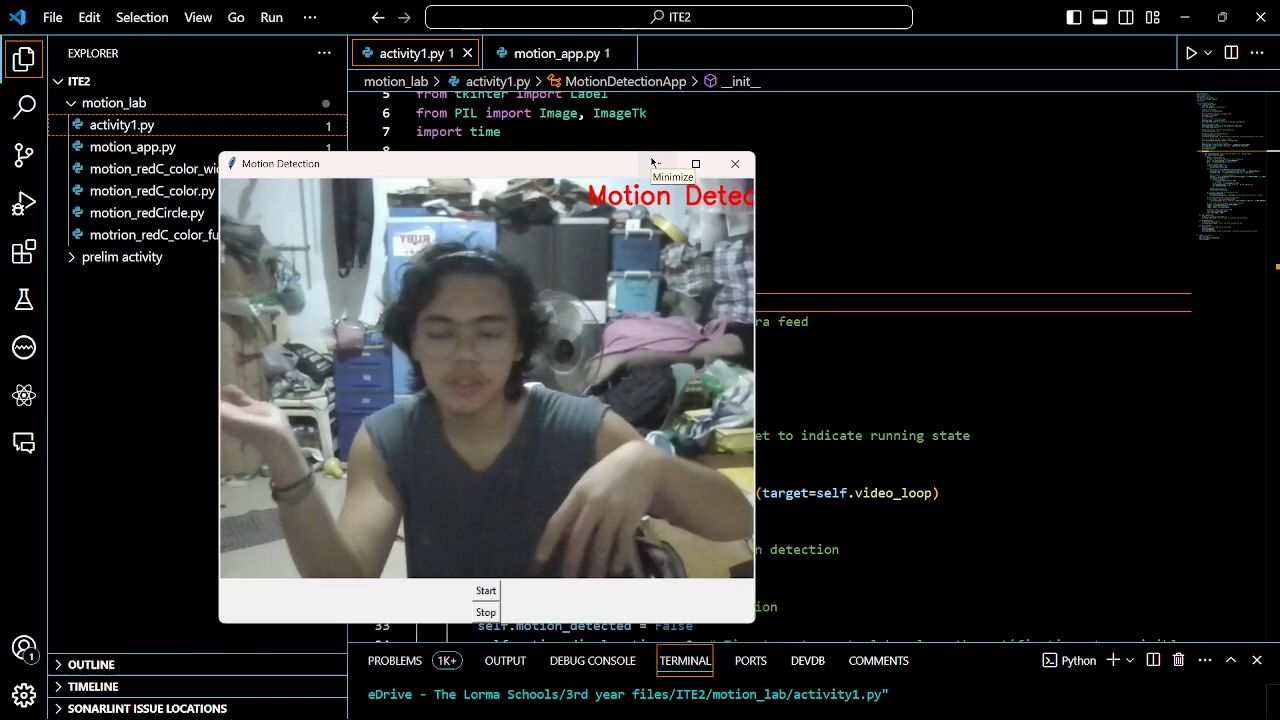 File Edit Selection View Go Run ··· ITE2
EXPLORER ···
ITE2
motion_lab
activity1.py 1
motion_app.py 1
motion_redC_color_wi
motion_redC_color.py
motion_redCircle.py
motrion_redC_color_fu
prelim activity
OUTLINE
TIMELINE
SONARLINT ISSUE LOCATIONS
1
activity1.py 1 motion_app.py 1
motion_lab > activity1.py > MotionDetectionApp > __init__
5 from tkinter import Label
6 from PIL import Image, ImageTk
7 import time
Motion Detection
Minimize
Motion Detec
RUBY
Start
Stop
ra feed
et to indicate running state
(target=self.video_loop)
n detection
ion
33 self.motion_detected = False
PROBLEMS 1K+ OUTPUT DEBUG CONSOLE TERMINAL PORTS DEVDB COMMENTS Python
eDrive - The Lorma Schools/3rd year files/ITE2/motion_lab/activity1.py"